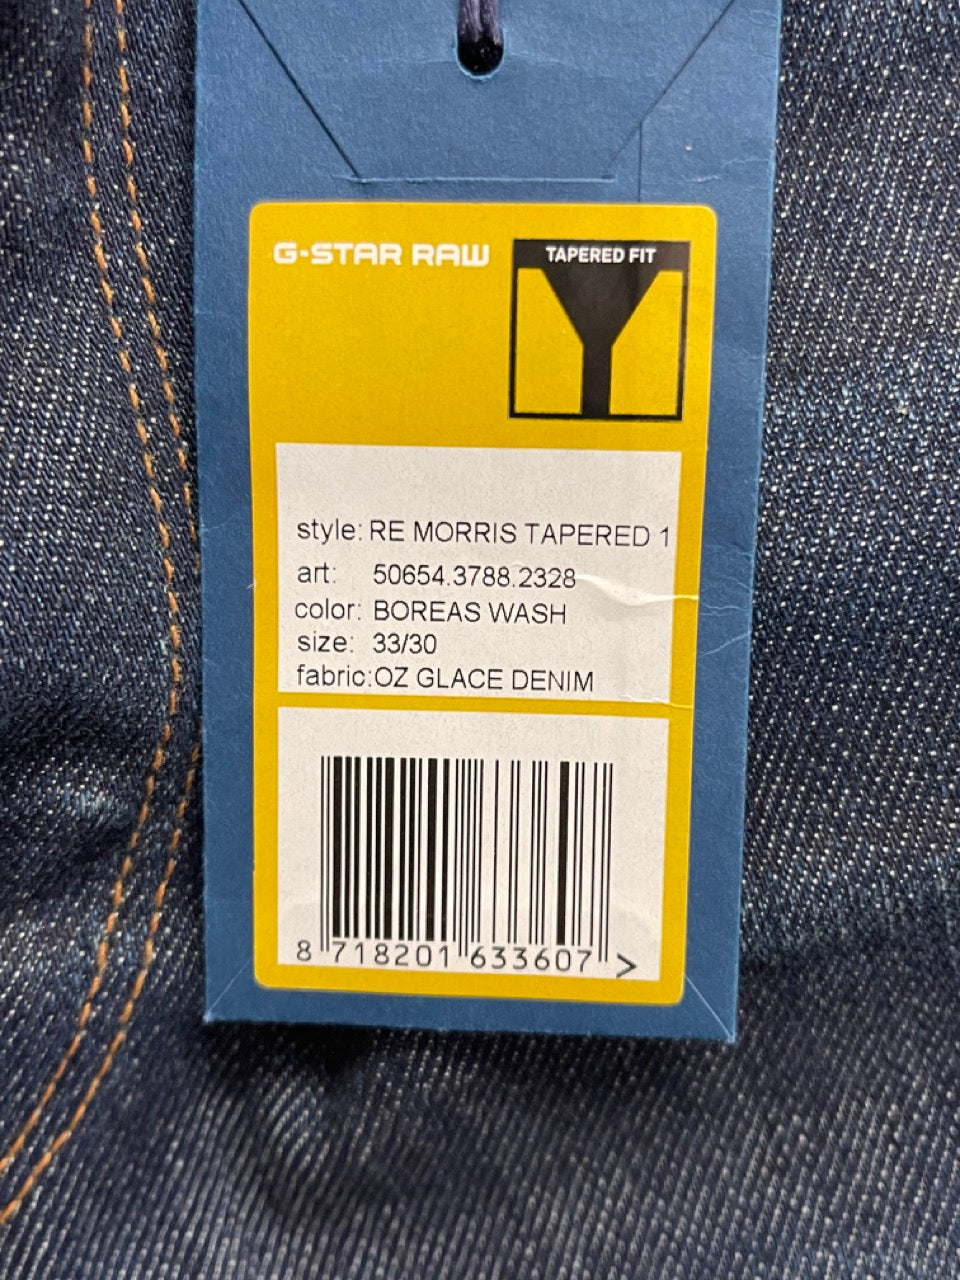 G-STAR RAW
TAPERED FIT
style: RE MORRIS TAPERED 1
art: 50654.3788.2328
color: BOREAS WASH
size: 33/30
fabric:OZ GLACE DENIM
8 718201 633607 >